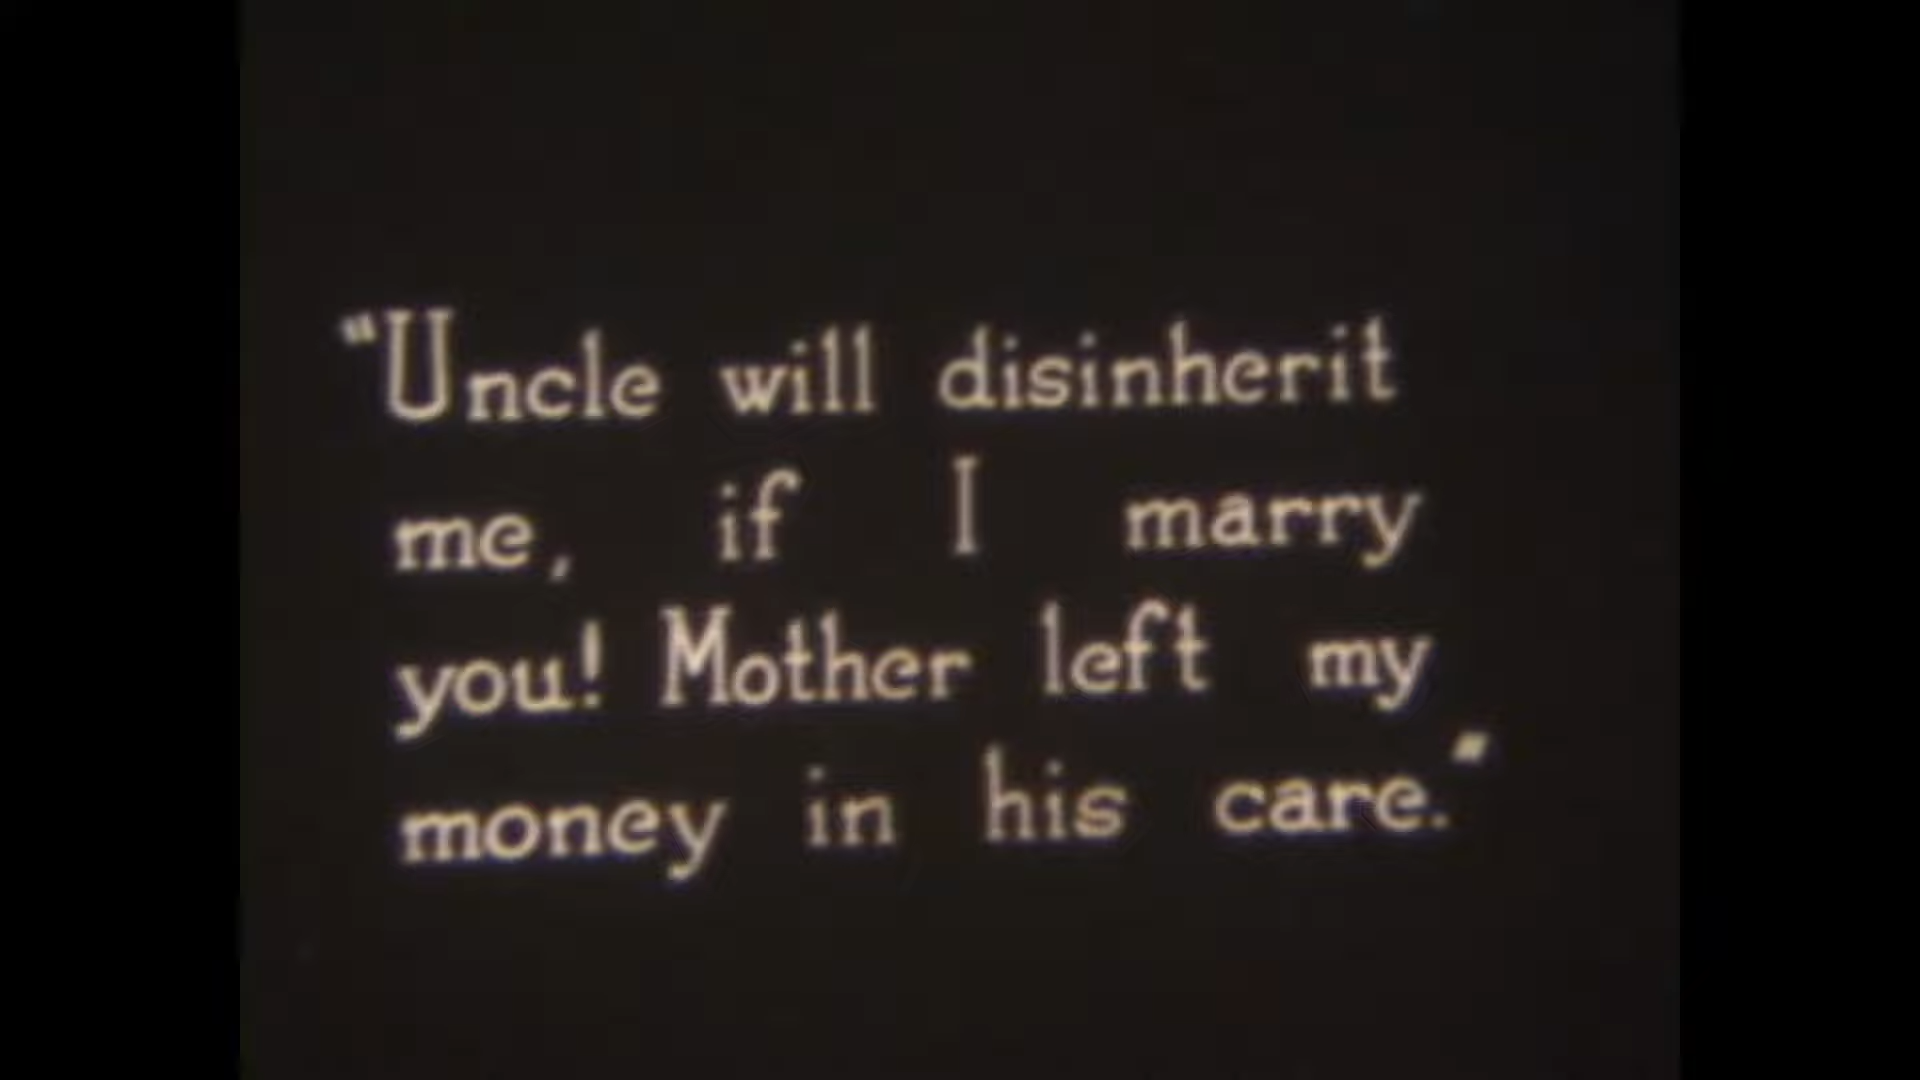 "Uncle will disinherit
me, if I marry
you! Mother left my
money in his care."